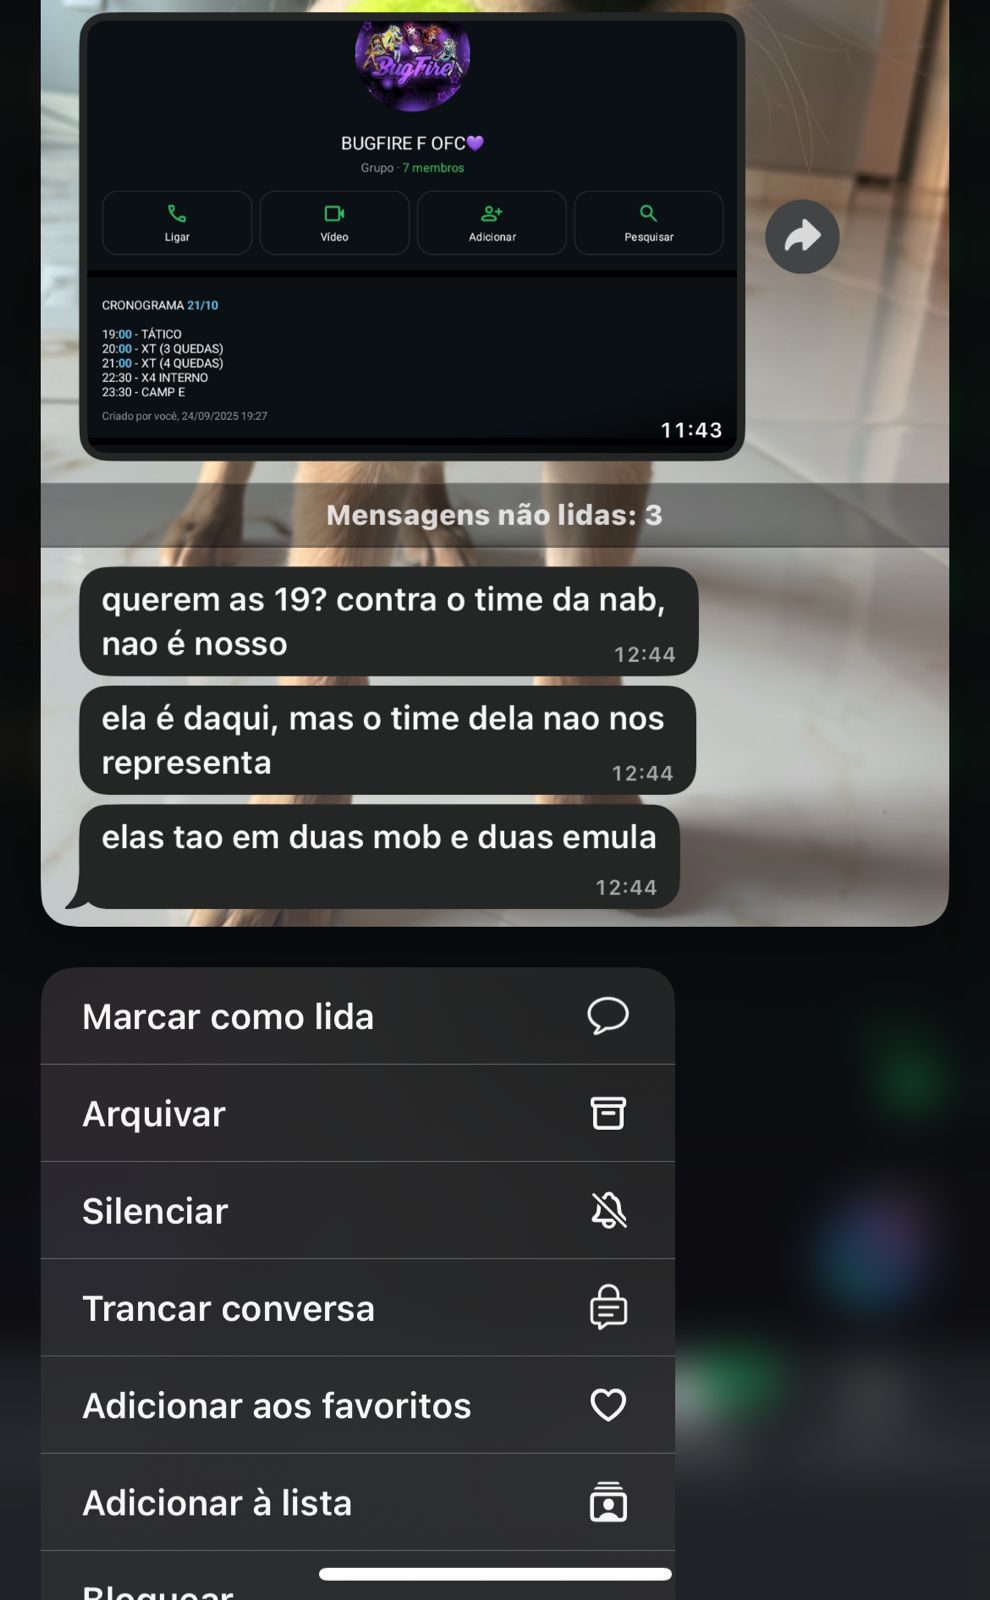 BugFire
BUGFIRE F OFC💜
Grupo · 7 membros
Ligar
Vídeo
Adicionar
Pesquisar
CRONOGRAMA 21/10
19:00 - TÁTICO
20:00 - XT (3 QUEDAS)
21:00 - XT (4 QUEDAS)
22:30 - X4 INTERNO
23:30 - CAMP E
Criado por você, 24/09/2025 19:27
11:43
Mensagens não lidas: 3
querem as 19? contra o time da nab,
nao é nosso
12:44
ela é daqui, mas o time dela nao nos
representa
12:44
elas tao em duas mob e duas emula
12:44
Marcar como lida
Arquivar
Silenciar
Trancar conversa
Adicionar aos favoritos
Adicionar à lista
Bloquear